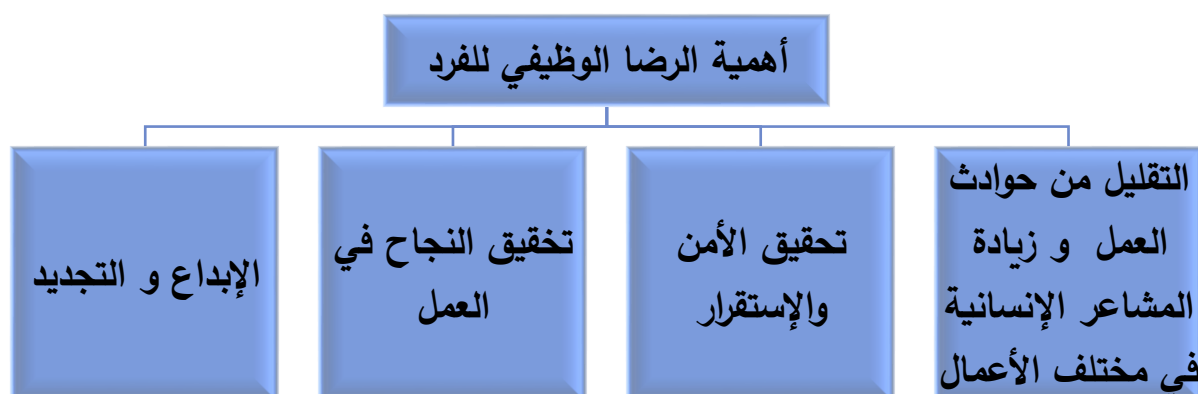 أهمية الرضا الوظيفي للفرد
التقليل من حوادث
العمل و زيادة
المشاعر الإنسانية
في مختلف الأعمال
تحقيق الأمن
والإستقرار
تخقيق النجاح في
العمل
الإبداع و التجديد